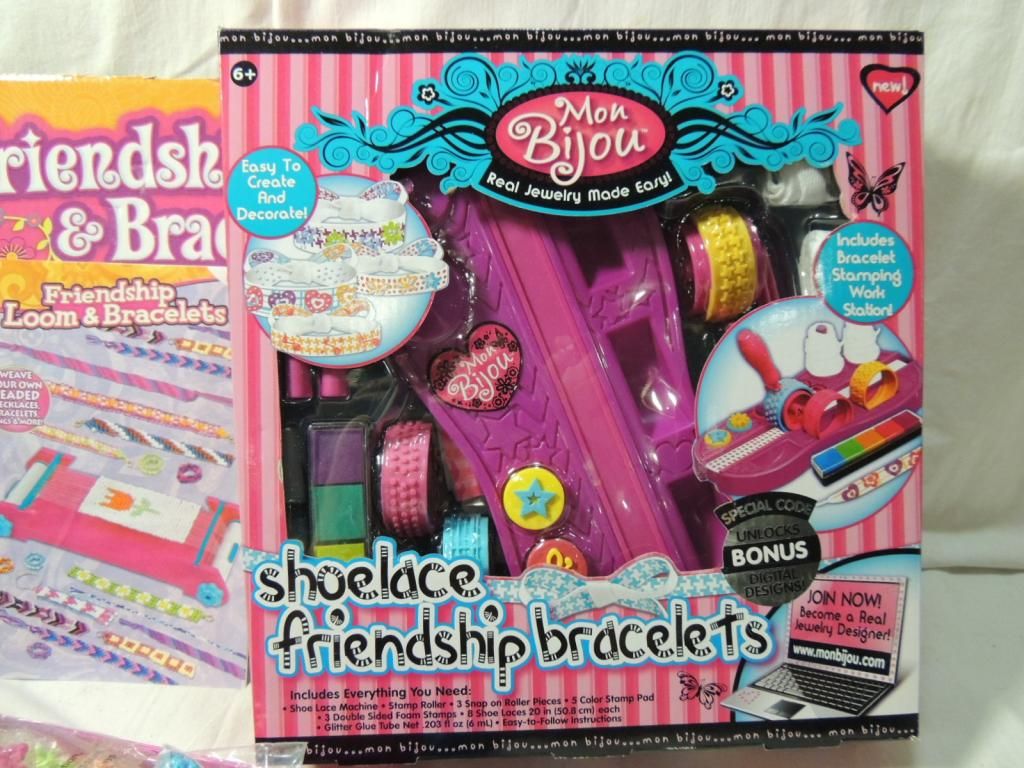 mon bijou...mon bijou...mon bijou...mon bijou...mon bijou...mon bijou...mon bijou...mon bijou
6+
new!
Mon
Bijou™
Real Jewelry Made Easy!
Easy To
Create
And
Decorate!
Includes
Bracelet
Stamping
Work
Station!
Mon
Bijou
SPECIAL CODE
UNLOCKS
BONUS
DIGITAL
DESIGNS!
JOIN NOW!
Become a Real
Jewelry Designer!
www.monbijou.com
shoelace
friendship bracelets
Includes Everything You Need:
• Shoe Lace Machine • Stamp Roller • 3 Snap on Roller Pieces • 5 Color Stamp Pad
• 3 Double Sided Foam Stamps • 8 Shoe Laces 20 in (50.8 cm) each
• Glitter Glue Tube Net .203 fl oz (6 mL) • Easy-to-Follow Instructions
bijou...mon bijou...mon bijou...mon bijou...mon bijou...mon bijou...mon bijou...
riendsh
& Brac
Friendship
Loom & Bracelets
WEAVE
OUR OWN
EADED
ECKLACES,
RACELETS,
NGS & MORE!